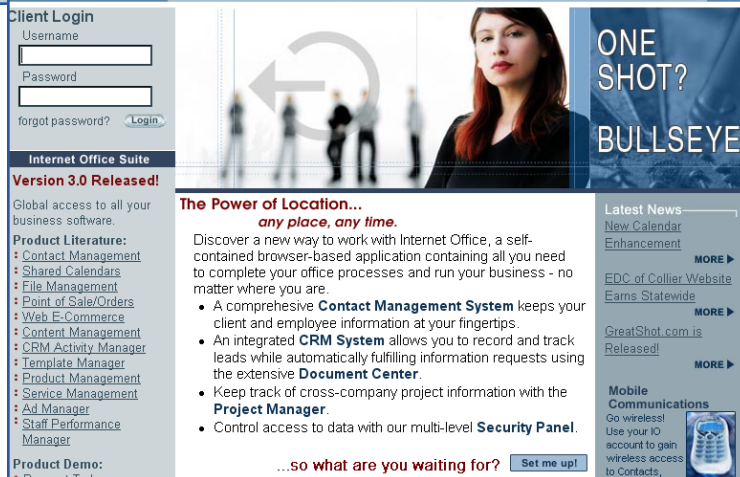 Client Login
Username
Password
forgot password?
Login
Internet Office Suite
Version 3.0 Released!
Global access to all your
business software.
Product Literature:
Contact Management
Shared Calendars
File Management
Point of Sale/Orders
Web E-Commerce
Content Management
CRM Activity Manager
Template Manager
Product Management
Service Management
Ad Manager
Staff Performance
Manager
Product Demo:
ONE
SHOT?
BULLSEYE
The Power of Location...
any place, any time.
Discover a new way to work with Internet Office, a self-
contained browser-based application containing all you need
to complete your office processes and run your business - no
matter where you are.
A comprehesive Contact Management System keeps your
client and employee information at your fingertips.
An integrated CRM System allows you to record and track
leads while automatically fulfilling information requests using
the extensive Document Center.
Keep track of cross-company project information with the
Project Manager.
Control access to data with our multi-level Security Panel.
...so what are you waiting for?
Set me up!
Latest News
New Calendar
Enhancement
MORE
EDC of Collier Website
Earns Statewide
MORE
GreatShot.com is
Released!
MORE
Mobile
Communications
Go wireless!
Use your IO
account to gain
wireless access
to Contacts,